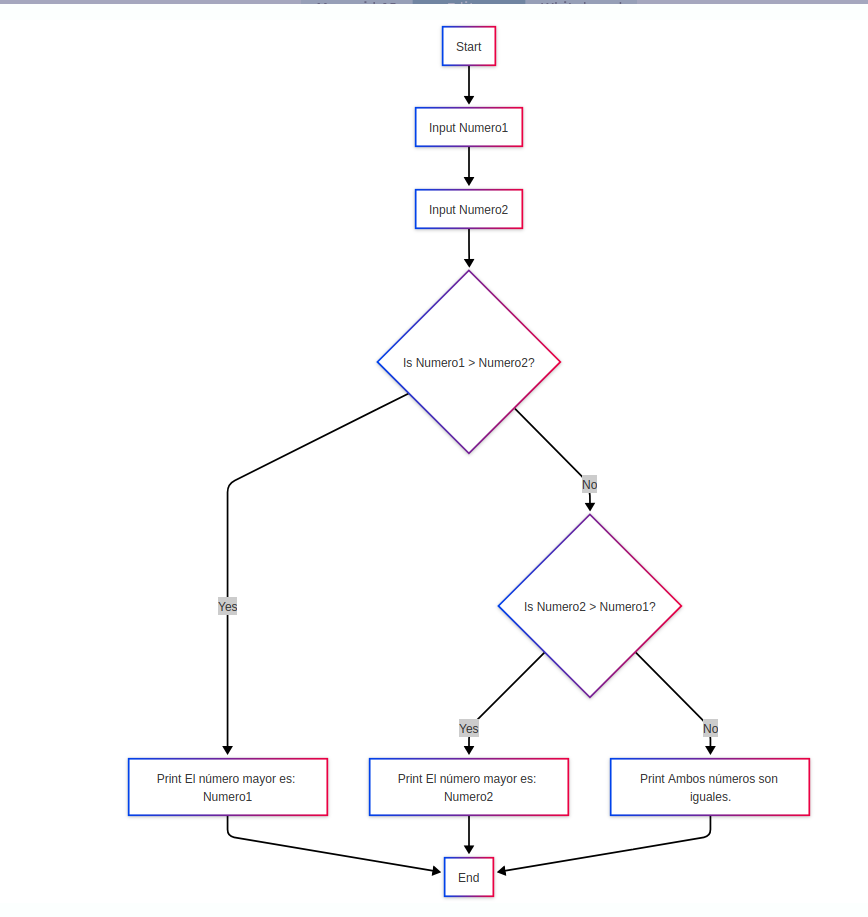 Start
Input Numero1
Input Numero2
Is Numero1 > Numero2?
No
Yes
Is Numero2 > Numero1?
Yes
No
Print El número mayor es:
Numero1
Print El número mayor es:
Numero2
Print Ambos números son
iguales.
End